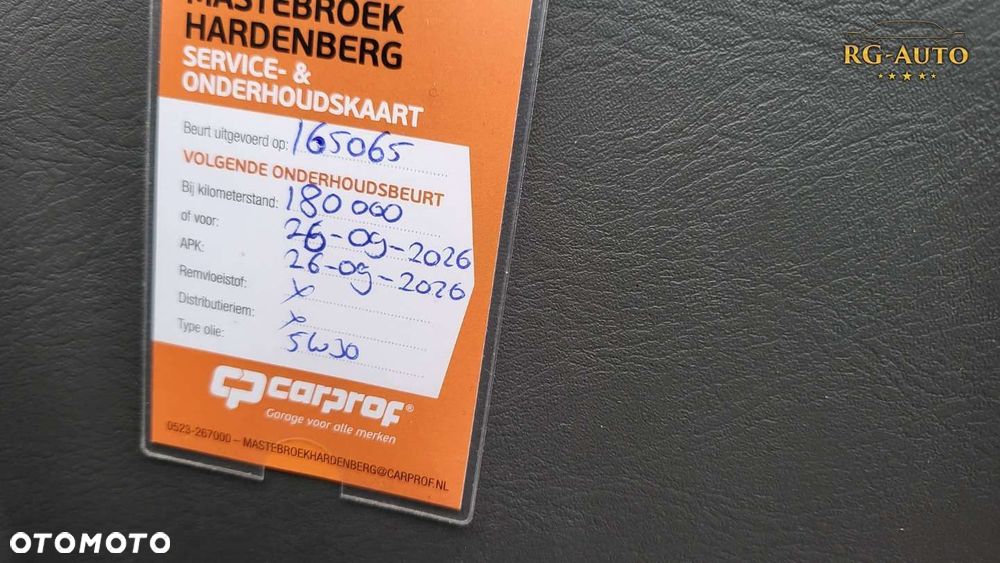 MASTEBROEK
HARDENBERG
SERVICE- &
ONDERHOUDSKAART
Beurt uitgevoerd op: 165065
VOLGENDE ONDERHOUDSBEURT
Bij kilometerstand: 180000
of voor: 26-09-2026
APK: 26-09-2026
Remvloeistof: X
Distributieriem: X
Type olie: 5W30
cp carprof®
Garage voor alle merken
0523-267000 – MASTEBROEKHARDENBERG@CARPROF.NL
RG-AUTO
OTOMOTO